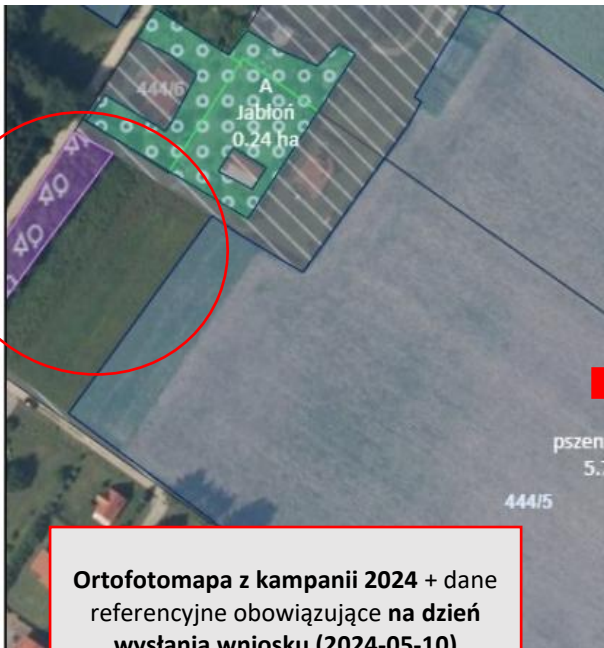 444/6
A
Jabłoń
0.24 ha
pszen
5.
444/5
Ortofotomapa z kampanii 2024 + dane
referencyjne obowiązujące na dzień
wysłania wniosku (2024-05-10)